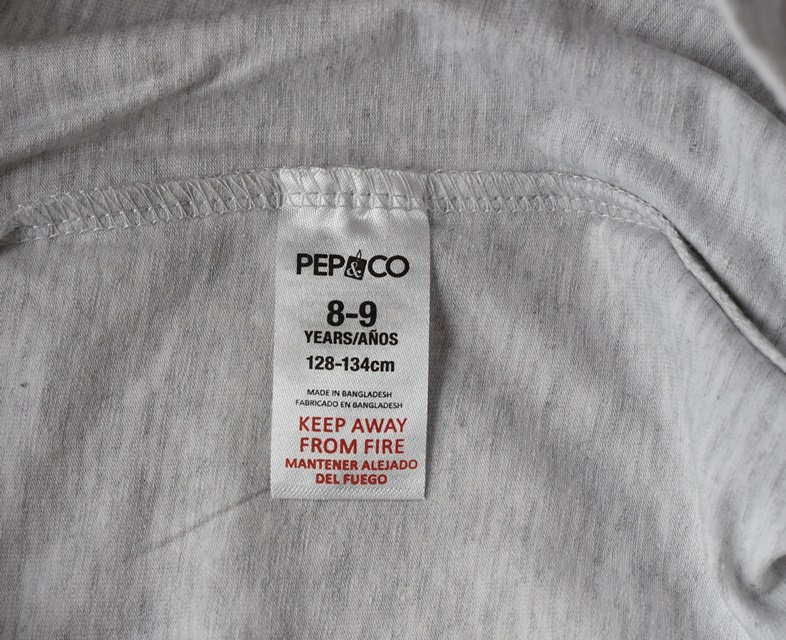 PEP&CO
8-9
YEARS/AÑOS
128-134cm
MADE IN BANGLADESH
FABRICADO EN BANGLADESH
KEEP AWAY
FROM FIRE
MANTENER ALEJADO
DEL FUEGO